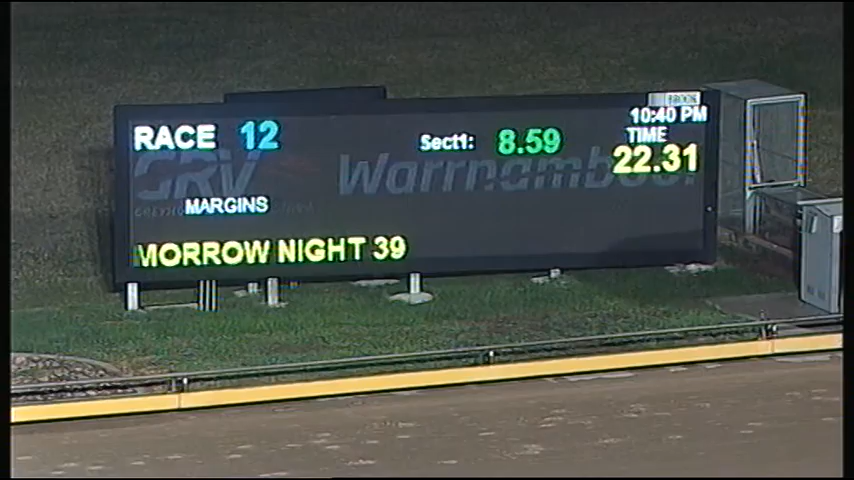 10:40 PM
RACE 12
Sect1: 8.59
TIME
22.31
GRV Warrnambool
MARGINS
MORROW NIGHT 39